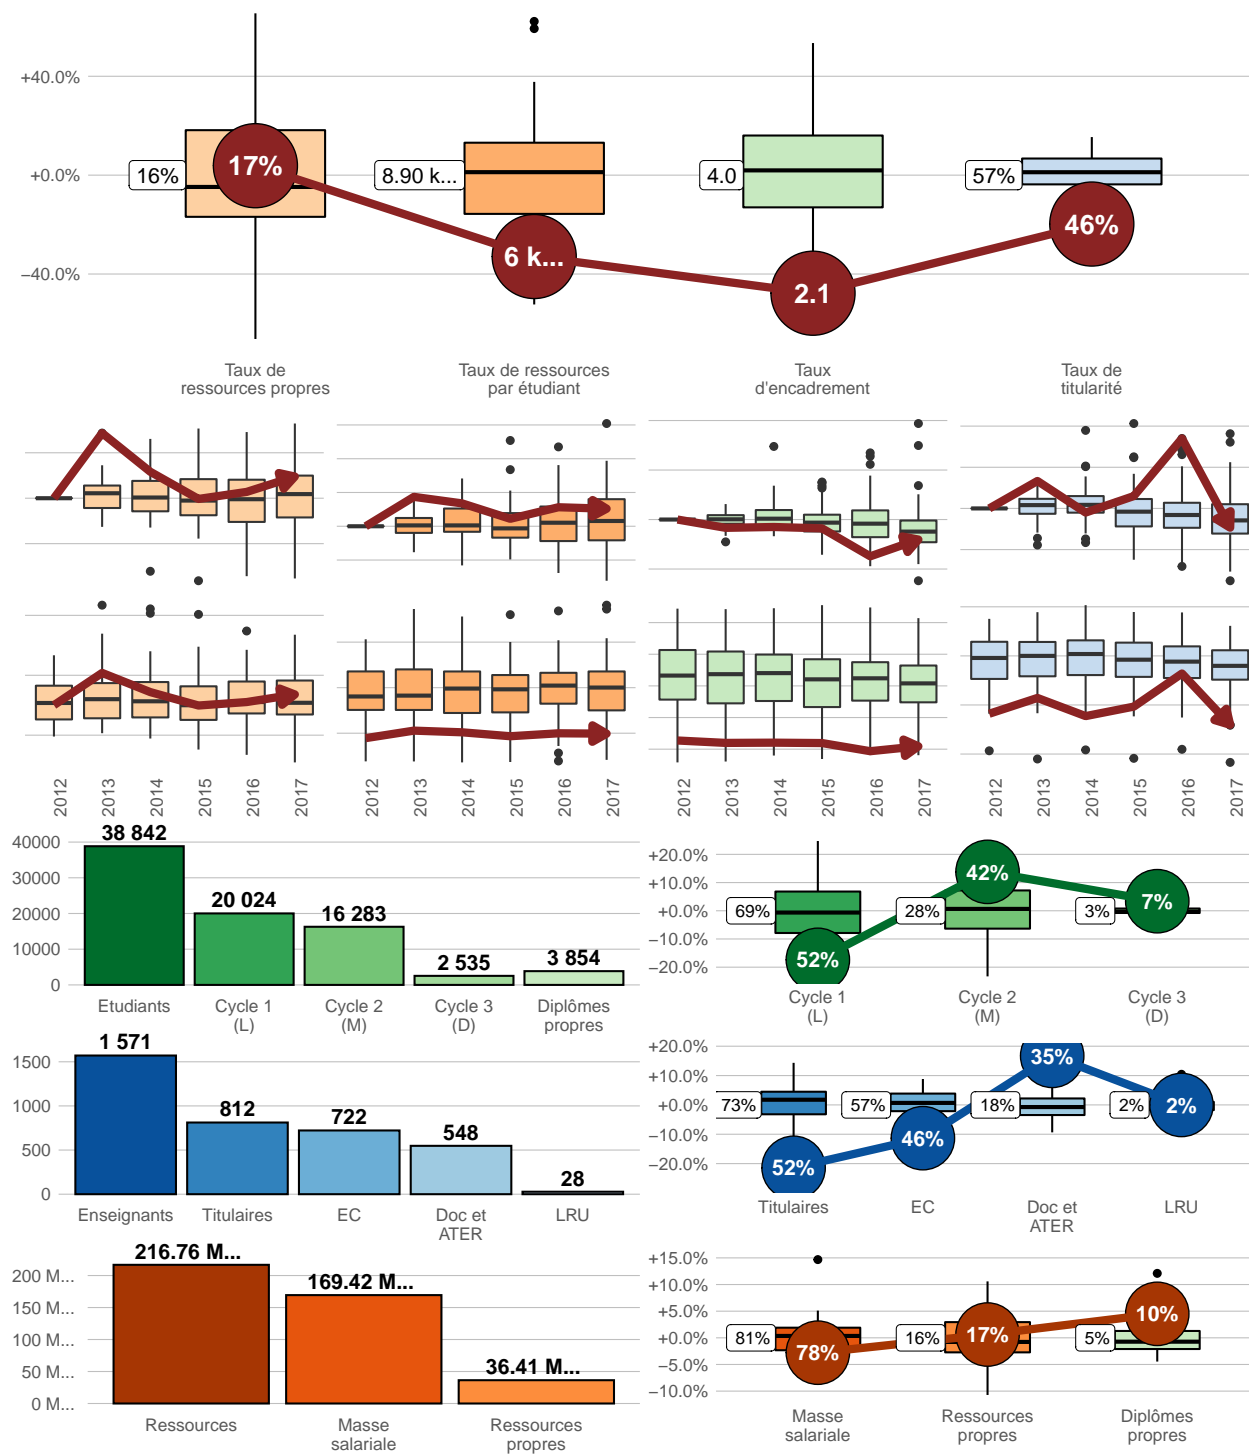 +40.0%
+0.0%
−40.0%
16%
17%
8.90 k...
6 k...
4.0
2.1
57%
46%
Taux de
ressources propres
Taux de ressources
par étudiant
Taux
d'encadrement
Taux de
titularité
2012
2013
2014
2015
2016
2017
2012
2013
2014
2015
2016
2017
2012
2013
2014
2015
2016
2017
2012
2013
2014
2015
2016
2017
40000
30000
20000
10000
0
38 842
20 024
16 283
2 535
3 854
Etudiants
Cycle 1
(L)
Cycle 2
(M)
Cycle 3
(D)
Diplômes
propres
+20.0%
+10.0%
+0.0%
−10.0%
−20.0%
69%
52%
28%
42%
3%
7%
Cycle 1
(L)
Cycle 2
(M)
Cycle 3
(D)
1500
1000
500
0
1 571
812
722
548
28
Enseignants
Titulaires
EC
Doc et
ATER
LRU
+20.0%
+10.0%
+0.0%
−10.0%
−20.0%
73%
52%
57%
46%
18%
35%
2%
2%
Titulaires
EC
Doc et
ATER
LRU
200 M...
150 M...
100 M...
50 M...
0 M...
216.76 M...
169.42 M...
36.41 M...
Ressources
Masse
salariale
Ressources
propres
+15.0%
+10.0%
+5.0%
+0.0%
−5.0%
−10.0%
81%
78%
16%
17%
5%
10%
Masse
salariale
Ressources
propres
Diplômes
propres